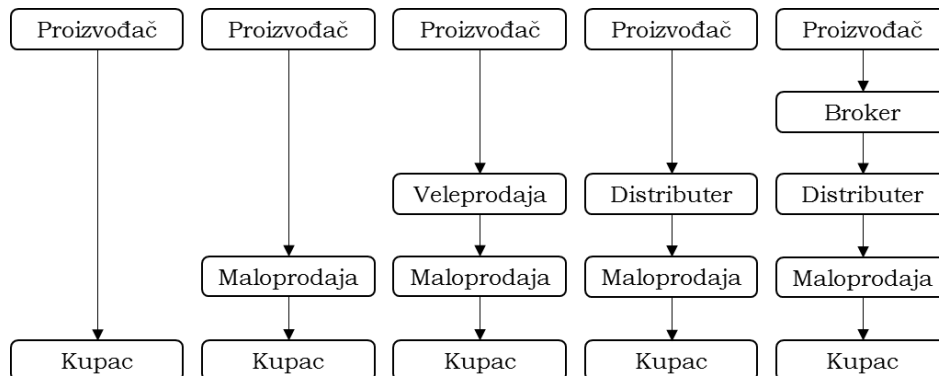 Proizvođač Proizvođač Proizvođač Proizvođač Proizvođač
Broker
Veleprodaja Distributer Distributer
Maloprodaja Maloprodaja Maloprodaja Maloprodaja
Kupac Kupac Kupac Kupac Kupac